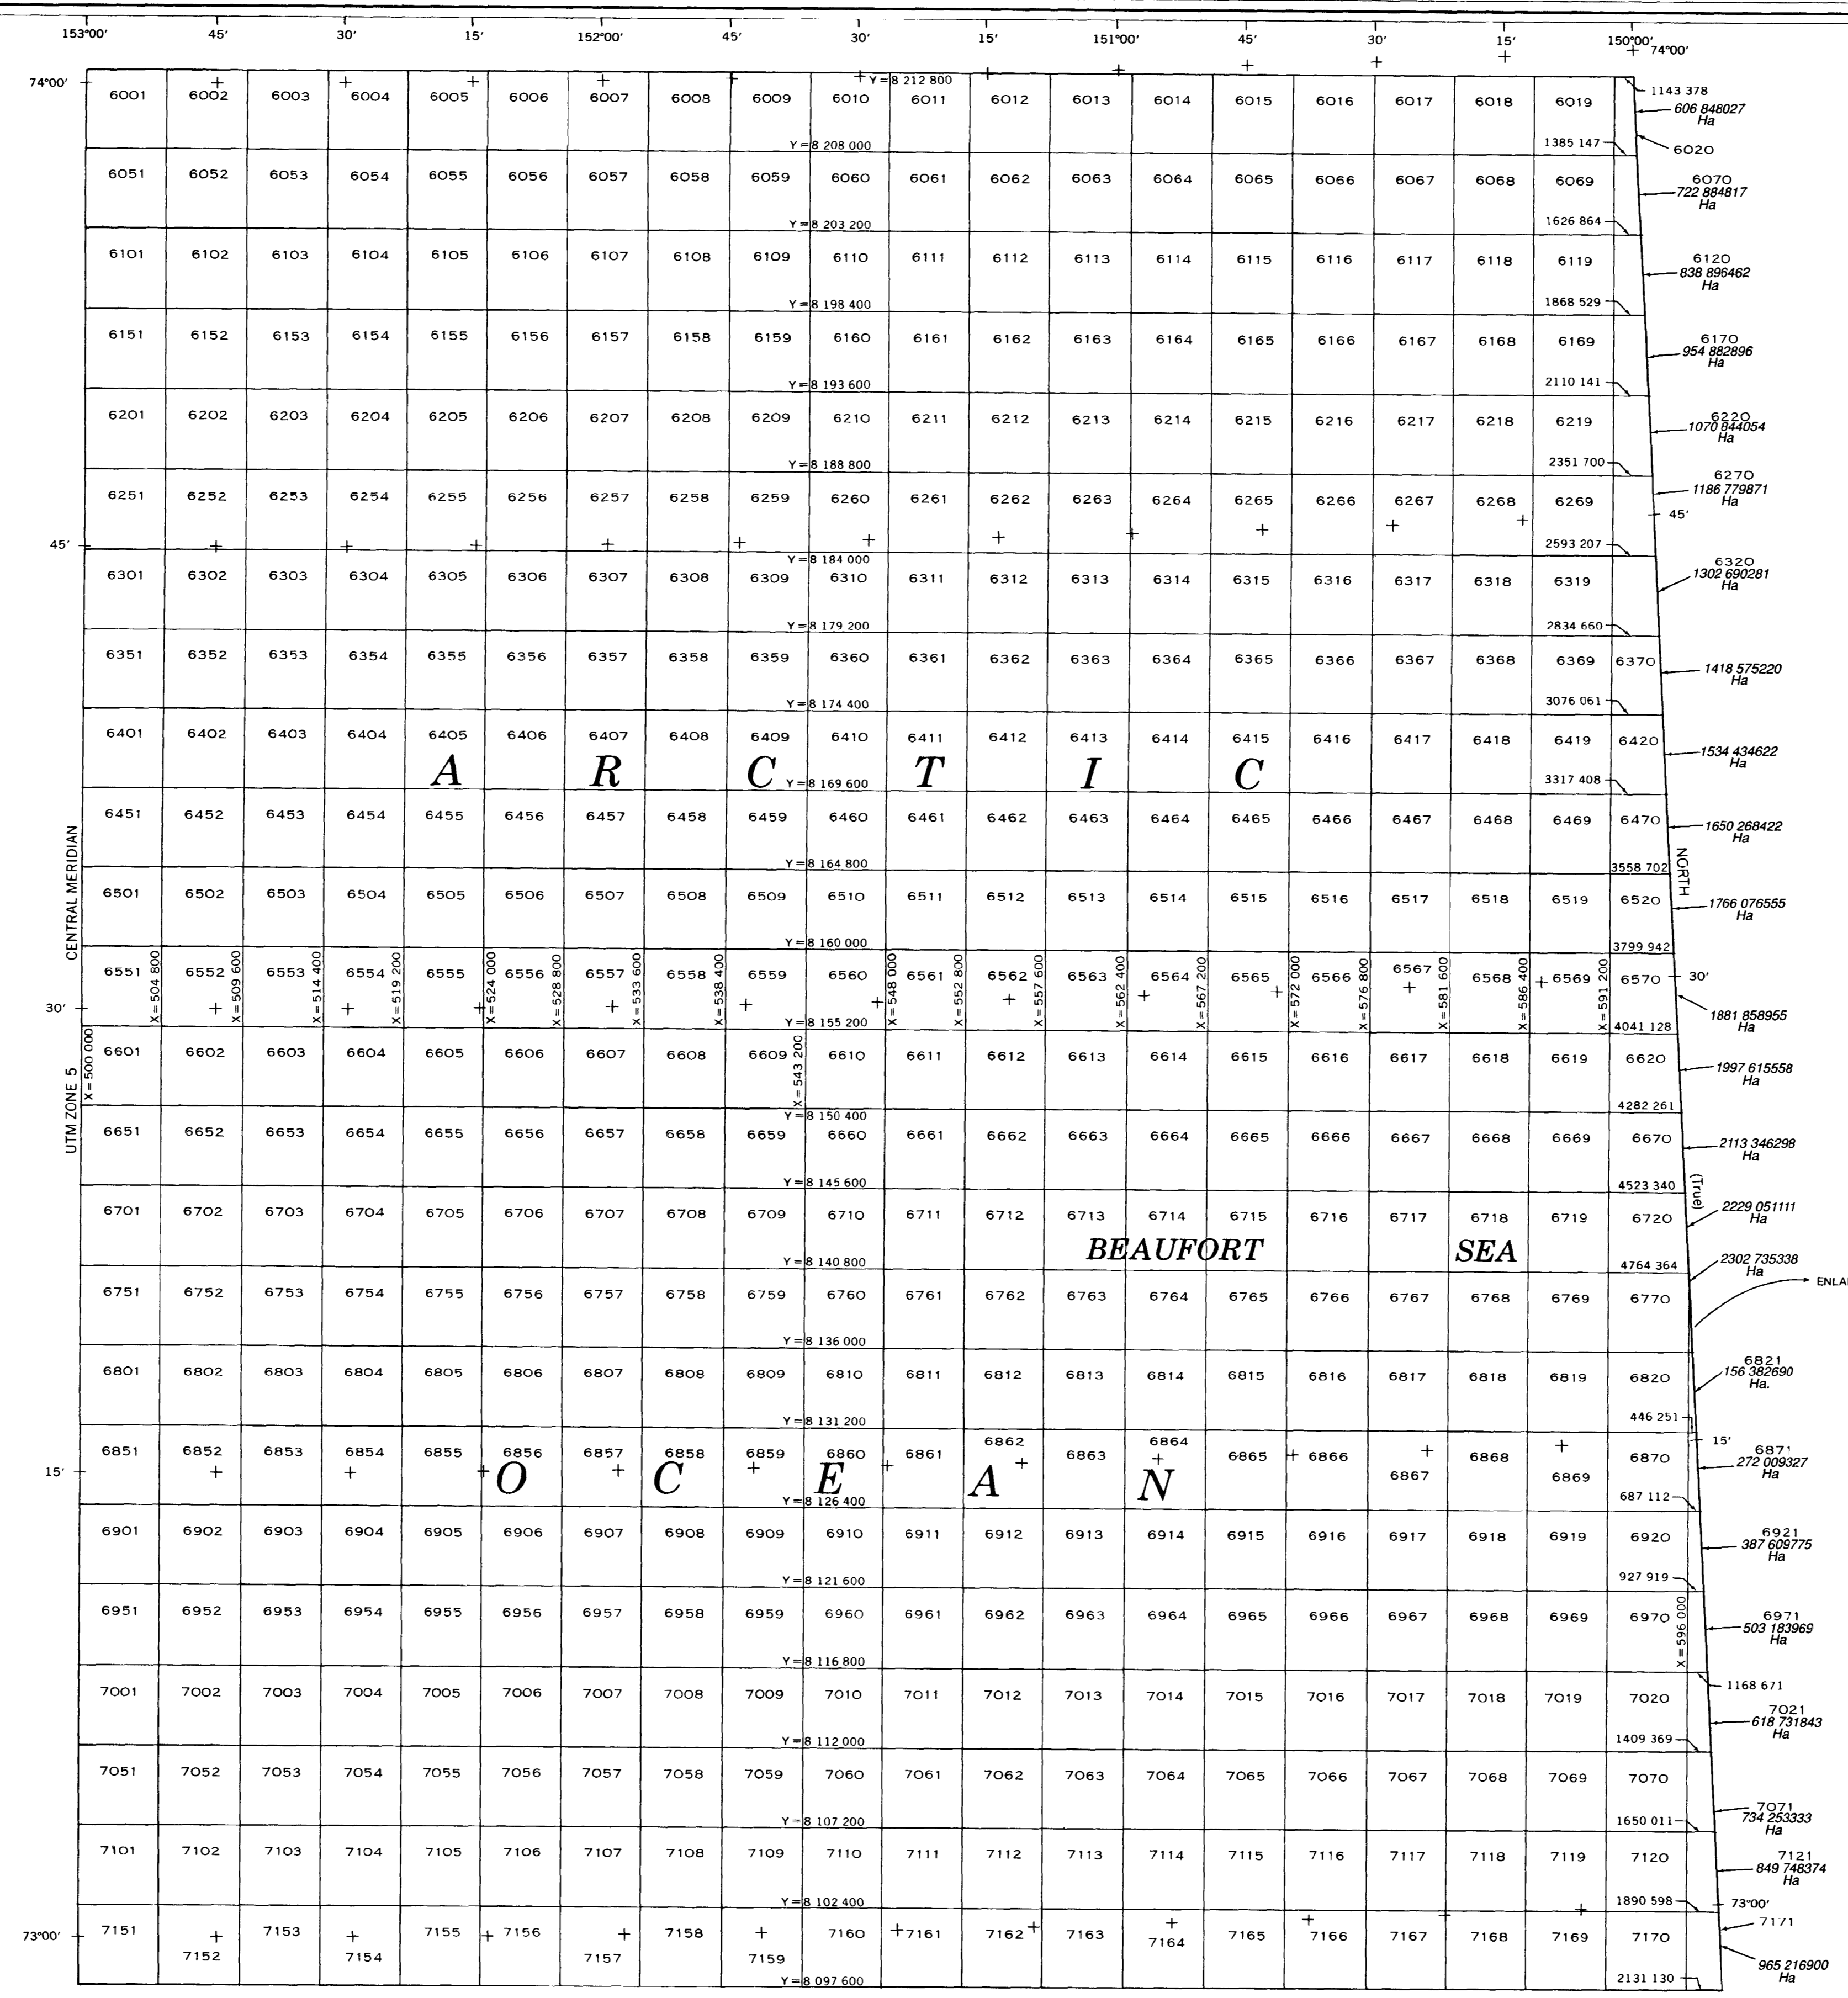 153°00' 45' 30' 15' 152°00' 45' 30' 15' 151°00' 45' 30' 15' 150°00'
74°00'
74°00'
Y=8 212 800
6001 6002 6003 6004 6005 6006 6007 6008 6009 6010 6011 6012 6013 6014 6015 6016 6017 6018 6019
1143 378
606 848027
Ha
Y=8 208 000
1385 147
6020
6051 6052 6053 6054 6055 6056 6057 6058 6059 6060 6061 6062 6063 6064 6065 6066 6067 6068 6069 6070
722 884817
Ha
Y=8 203 200
1626 864
6101 6102 6103 6104 6105 6106 6107 6108 6109 6110 6111 6112 6113 6114 6115 6116 6117 6118 6119 6120
838 896462
Ha
Y=8 198 400
1868 529
6151 6152 6153 6154 6155 6156 6157 6158 6159 6160 6161 6162 6163 6164 6165 6166 6167 6168 6169 6170
954 882896
Ha
Y=8 193 600
2110 141
6201 6202 6203 6204 6205 6206 6207 6208 6209 6210 6211 6212 6213 6214 6215 6216 6217 6218 6219 6220
1070 844054
Ha
Y=8 188 800
2351 700
6251 6252 6253 6254 6255 6256 6257 6258 6259 6260 6261 6262 6263 6264 6265 6266 6267 6268 6269 6270
1186 779871
Ha
45'
45'
2593 207
Y=8 184 000
6301 6302 6303 6304 6305 6306 6307 6308 6309 6310 6311 6312 6313 6314 6315 6316 6317 6318 6319 6320
1302 690281
Ha
Y=8 179 200
2834 660
6351 6352 6353 6354 6355 6356 6357 6358 6359 6360 6361 6362 6363 6364 6365 6366 6367 6368 6369 6370
1418 575220
Ha
Y=8 174 400
3076 061
6401 6402 6403 6404 6405 6406 6407 6408 6409 6410 6411 6412 6413 6414 6415 6416 6417 6418 6419 6420
1534 434622
Ha
ARCTIC
Y=8 169 600
3317 408
6451 6452 6453 6454 6455 6456 6457 6458 6459 6460 6461 6462 6463 6464 6465 6466 6467 6468 6469 6470
1650 268422
Ha
Y=8 164 800
3558 702
CENTRAL MERIDIAN
NORTH
6501 6502 6503 6504 6505 6506 6507 6508 6509 6510 6511 6512 6513 6514 6515 6516 6517 6518 6519 6520
1766 076555
Ha
Y=8 160 000
3799 942
6551 6552 6553 6554 6555 6556 6557 6558 6559 6560 6561 6562 6563 6564 6565 6566 6567 6568 6569 6570
X=504 800 X=509 600 X=514 400 X=519 200 X=524 000 X=528 800 X=533 600 X=538 400 X=548 000 X=552 800 X=557 600 X=562 400 X=567 200 X=572 000 X=576 800 X=581 600 X=586 400 X=591 200
30'
30'
1881 858955
Ha
Y=8 155 200
4041 128
X=500 000
X=543 200
UTM ZONE 5
6601 6602 6603 6604 6605 6606 6607 6608 6609 6610 6611 6612 6613 6614 6615 6616 6617 6618 6619 6620
1997 615558
Ha
Y=8 150 400
4282 261
6651 6652 6653 6654 6655 6656 6657 6658 6659 6660 6661 6662 6663 6664 6665 6666 6667 6668 6669 6670
2113 346298
Ha
Y=8 145 600
4523 340
(True)
6701 6702 6703 6704 6705 6706 6707 6708 6709 6710 6711 6712 6713 6714 6715 6716 6717 6718 6719 6720
2229 051111
Ha
BEAUFORT SEA
Y=8 140 800
4764 364
2302 735338
Ha
ENLA
6751 6752 6753 6754 6755 6756 6757 6758 6759 6760 6761 6762 6763 6764 6765 6766 6767 6768 6769 6770
Y=8 136 000
6801 6802 6803 6804 6805 6806 6807 6808 6809 6810 6811 6812 6813 6814 6815 6816 6817 6818 6819 6820 6821
156 382690
Ha.
Y=8 131 200
446 251
15'
15'
6851 6852 6853 6854 6855 6856 6857 6858 6859 6860 6861 6862 6863 6864 6865 6866 6867 6868 6869 6870 6871
272 009327
Ha
OCEAN
Y=8 126 400
687 112
6901 6902 6903 6904 6905 6906 6907 6908 6909 6910 6911 6912 6913 6914 6915 6916 6917 6918 6919 6920 6921
387 609775
Ha
Y=8 121 600
927 919
6951 6952 6953 6954 6955 6956 6957 6958 6959 6960 6961 6962 6963 6964 6965 6966 6967 6968 6969 6970 6971
503 183969
Ha
X=596 000
Y=8 116 800
1168 671
7001 7002 7003 7004 7005 7006 7007 7008 7009 7010 7011 7012 7013 7014 7015 7016 7017 7018 7019 7020 7021
618 731843
Ha
Y=8 112 000
1409 369
7051 7052 7053 7054 7055 7056 7057 7058 7059 7060 7061 7062 7063 7064 7065 7066 7067 7068 7069 7070 7071
734 253333
Ha
Y=8 107 200
1650 011
7101 7102 7103 7104 7105 7106 7107 7108 7109 7110 7111 7112 7113 7114 7115 7116 7117 7118 7119 7120 7121
849 748374
Ha
Y=8 102 400
1890 598
73°00'
73°00'
7151 7152 7153 7154 7155 7156 7157 7158 7159 7160 7161 7162 7163 7164 7165 7166 7167 7168 7169 7170 7171
965 216900
Ha
Y=8 097 600
2131 130